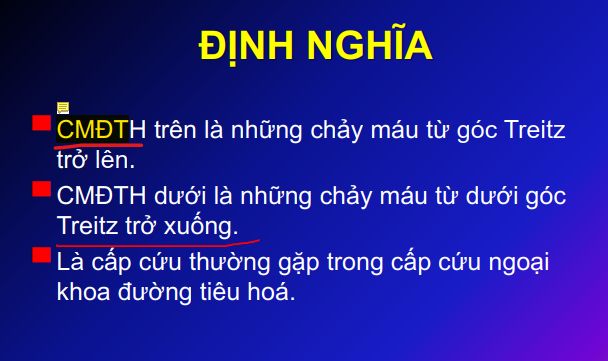 ĐỊNH NGHĨA
CMĐTH trên là những chảy máu từ góc Treitz
trở lên.
CMĐTH dưới là những chảy máu từ dưới góc
Treitz trở xuống.
Là cấp cứu thường gặp trong cấp cứu ngoại
khoa đường tiêu hoá.